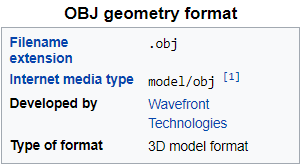 OBJ geometry format
Filename extension .obj
Internet media type model/obj [1]
Developed by Wavefront Technologies
Type of format 3D model format